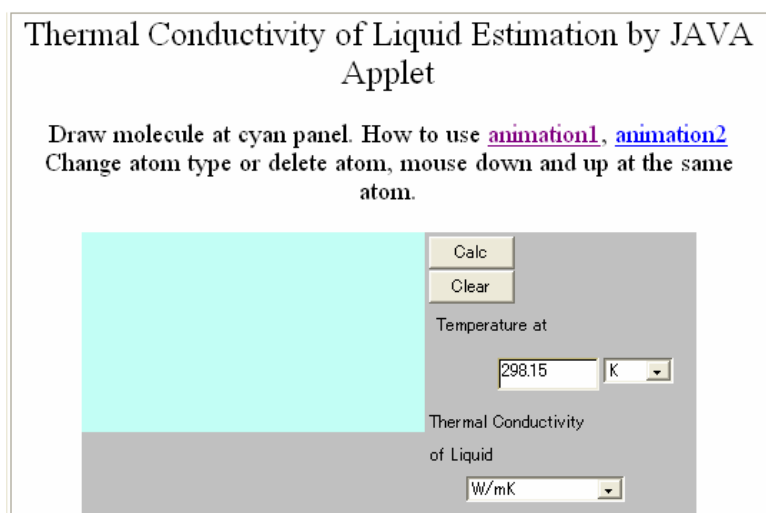 Thermal Conductivity of Liquid Estimation by JAVA
Applet
Draw molecule at cyan panel. How to use animation1, animation2
Change atom type or delete atom, mouse down and up at the same
atom.
Calc
Clear
Temperature at
298.15 K
Thermal Conductivity
of Liquid
W/mK